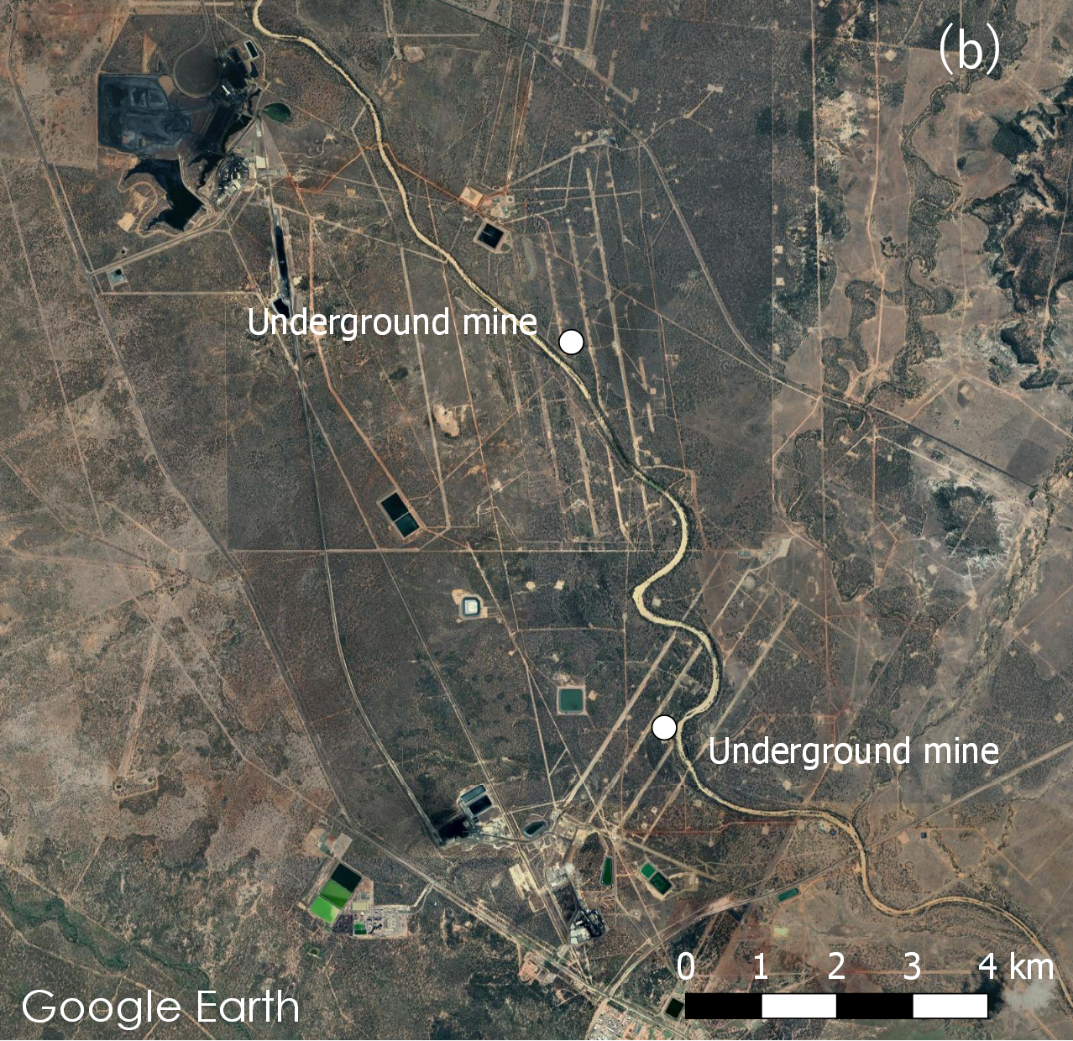 (b)
Underground mine
Underground mine
0 1 2 3 4 km
Google Earth